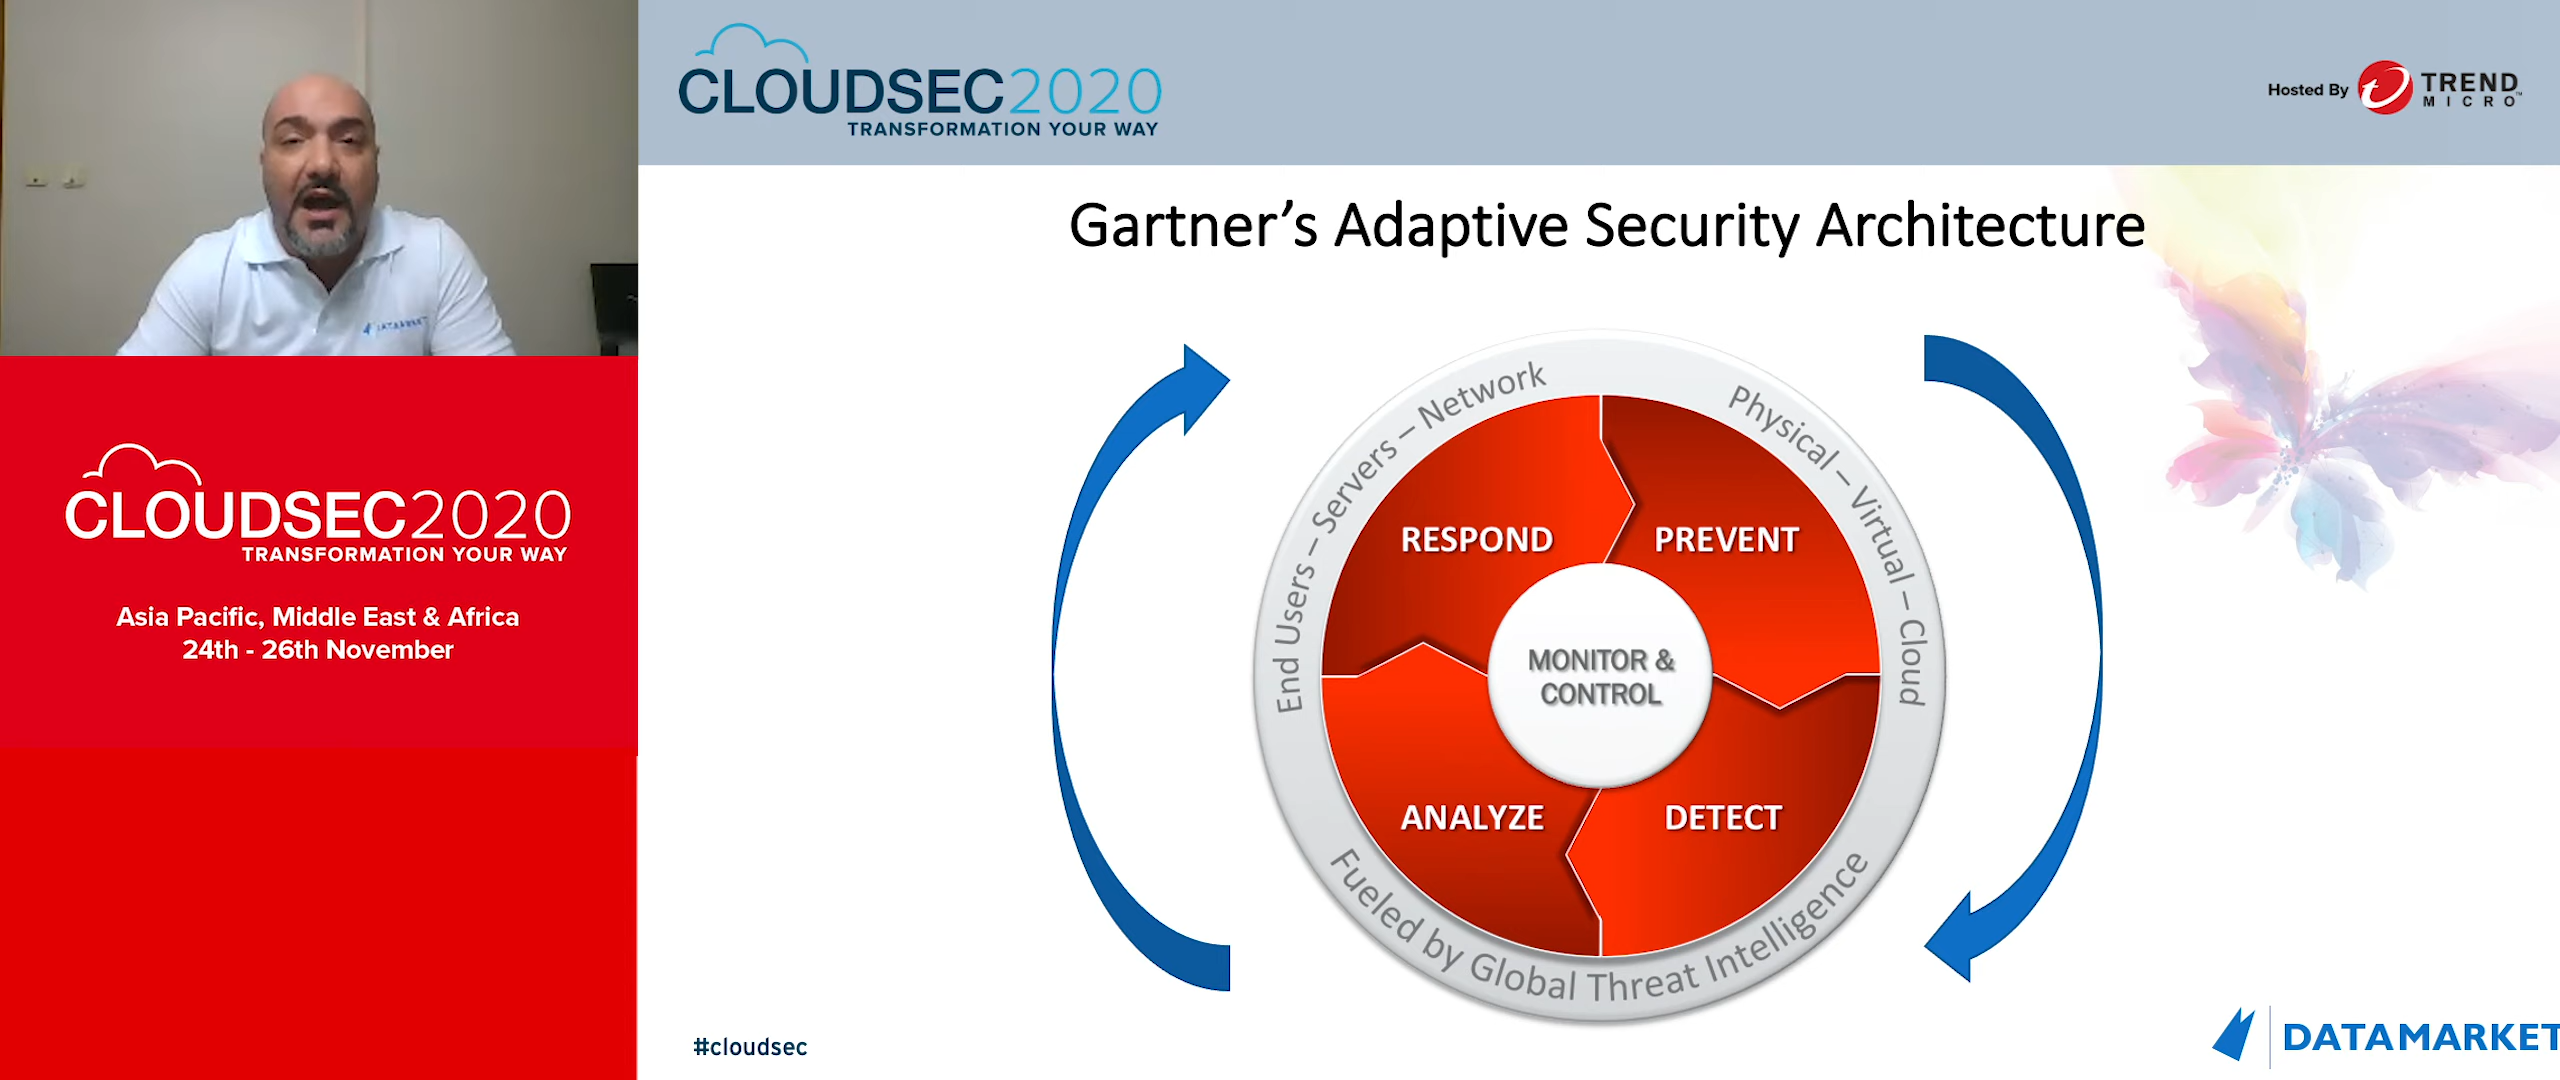 DATAMARKET
CLOUDSEC2020
TRANSFORMATION YOUR WAY
Asia Pacific, Middle East & Africa
24th - 26th November
CLOUDSEC2020
TRANSFORMATION YOUR WAY
Hosted By
TREND
MICRO™
Gartner's Adaptive Security Architecture
End Users – Servers – Network
Physical – Virtual – Cloud
RESPOND
PREVENT
MONITOR &
CONTROL
ANALYZE
DETECT
Fueled by Global Threat Intelligence
#cloudsec
DATAMARKET